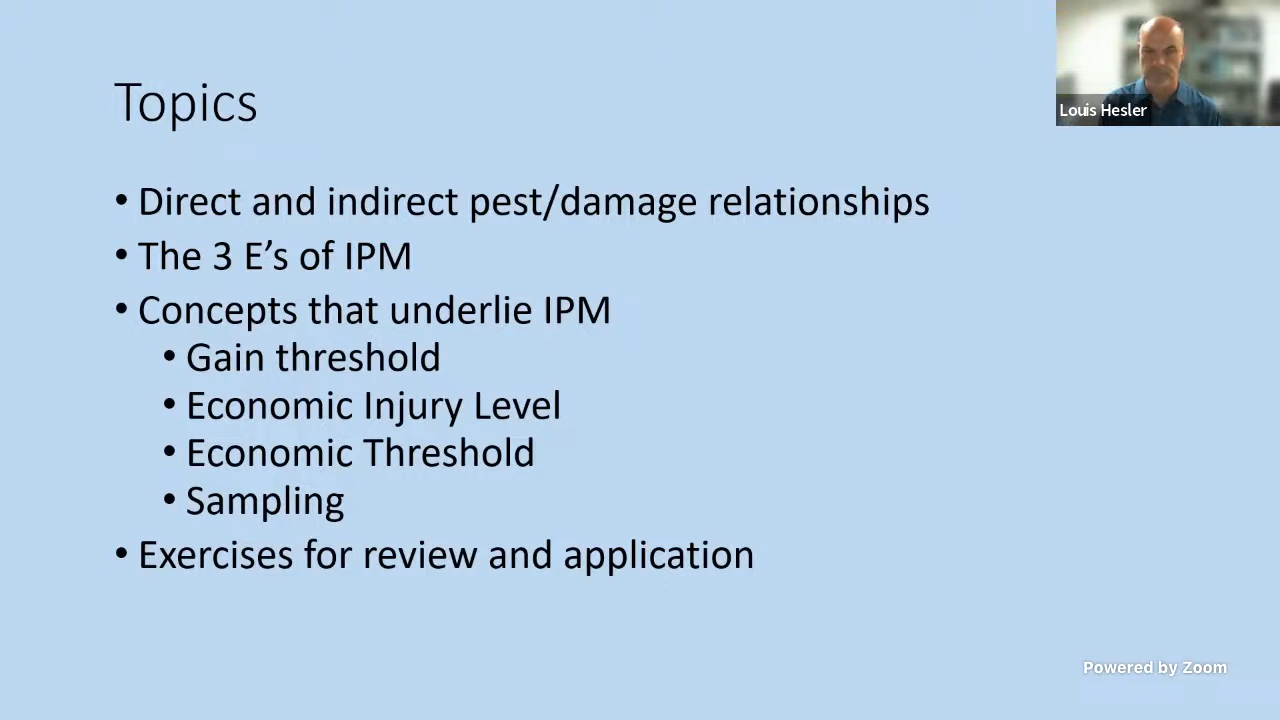 Topics
Louis Hesler
• Direct and indirect pest/damage relationships
• The 3 E’s of IPM
• Concepts that underlie IPM
• Gain threshold
• Economic Injury Level
• Economic Threshold
• Sampling
• Exercises for review and application
Powered by Zoom